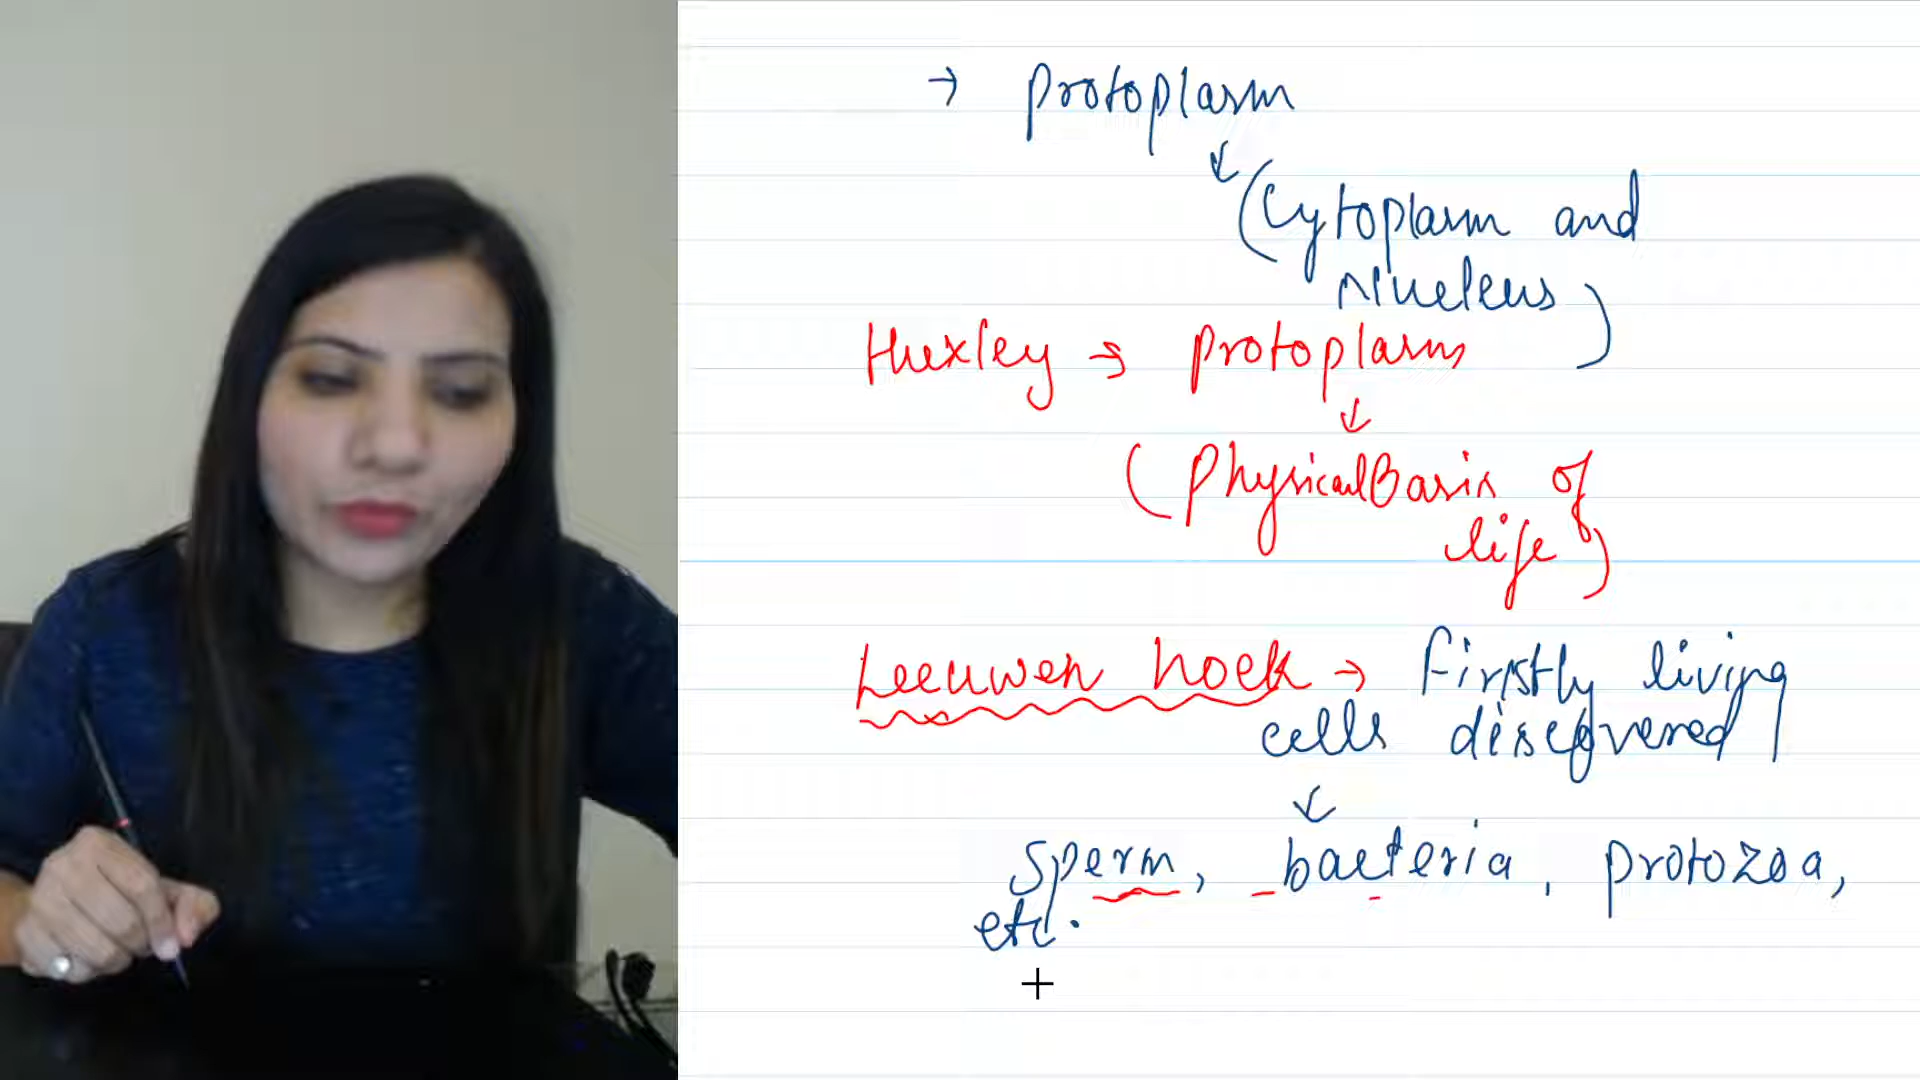 → Protoplasm
↓
(Cytoplasm and
Nucleus)
Huxley → Protoplasm
↓
(Physical Basis of
life)
Leeuwen hoek → Firstly living
cells discovered
↓
Sperm, bacteria, protozoa,
etc.